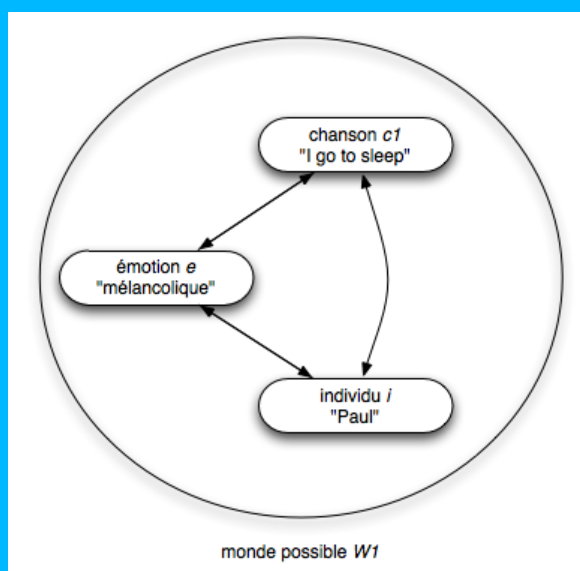 chanson c1
"I go to sleep"
émotion e
"mélancolique"
individu i
"Paul"
monde possible W1